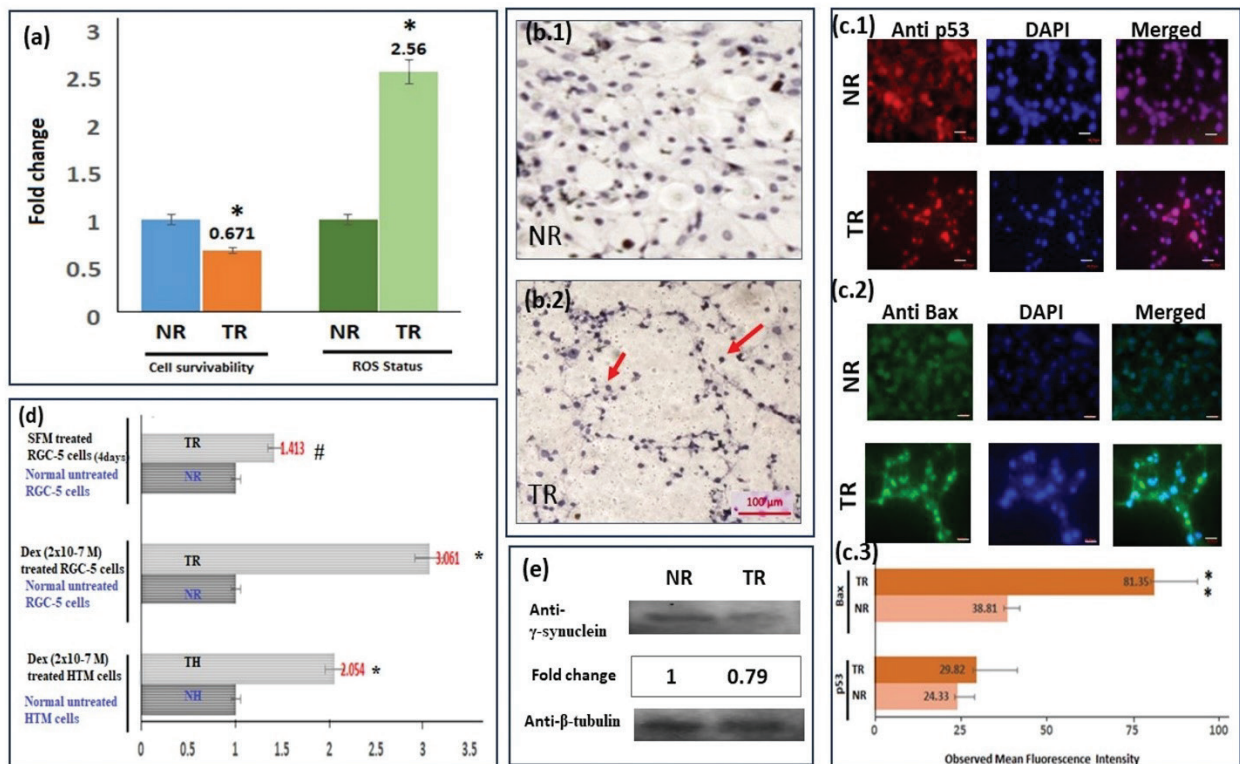 (a)
Fold change
3
2.5
2
1.5
1
0.5
0
*
0.671
*
2.56
NR TR NR TR
Cell survivability ROS Status
(b.1)
NR
(b.2)
TR
100 µm
(c.1)
Anti p53 DAPI Merged
NR
TR
(c.2)
Anti Bax DAPI Merged
NR
TR
(c.3)
Bax
TR 81.35 * *
NR 38.81
p53
TR 29.82
NR 24.33
0 25 50 75 100
Observed Mean Fluorescence Intensity
(d)
SFM treated
RGC-5 cells (4days)
Normal untreated
RGC-5 cells
TR 1.413 #
NR
Dex (2x10-7 M)
treated RGC-5 cells
Normal untreated
RGC-5 cells
TR 3.061 *
NR
Dex (2x10-7 M)
treated HTM cells
Normal untreated
HTM cells
TH 2.054 *
NH
0 0.5 1 1.5 2 2.5 3 3.5
(e)
NR TR
Anti-
γ-synuclein
Fold change 1 0.79
Anti-β-tubulin